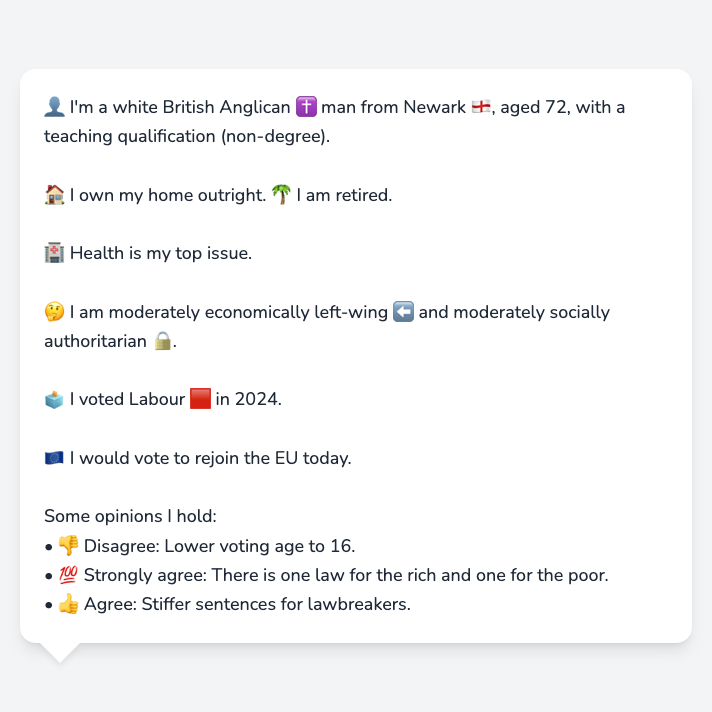 👤 I'm a white British Anglican ✝️ man from Newark 🏴󠁧󠁢󠁥󠁮󠁧󠁿, aged 72, with a
teaching qualification (non-degree).
🏠 I own my home outright. 🌴 I am retired.
🏥 Health is my top issue.
🤔 I am moderately economically left-wing ⬅️ and moderately socially
authoritarian 🔒.
🗳️ I voted Labour 🟥 in 2024.
🇪🇺 I would vote to rejoin the EU today.
Some opinions I hold:
• 👎 Disagree: Lower voting age to 16.
• 💯 Strongly agree: There is one law for the rich and one for the poor.
• 👍 Agree: Stiffer sentences for lawbreakers.